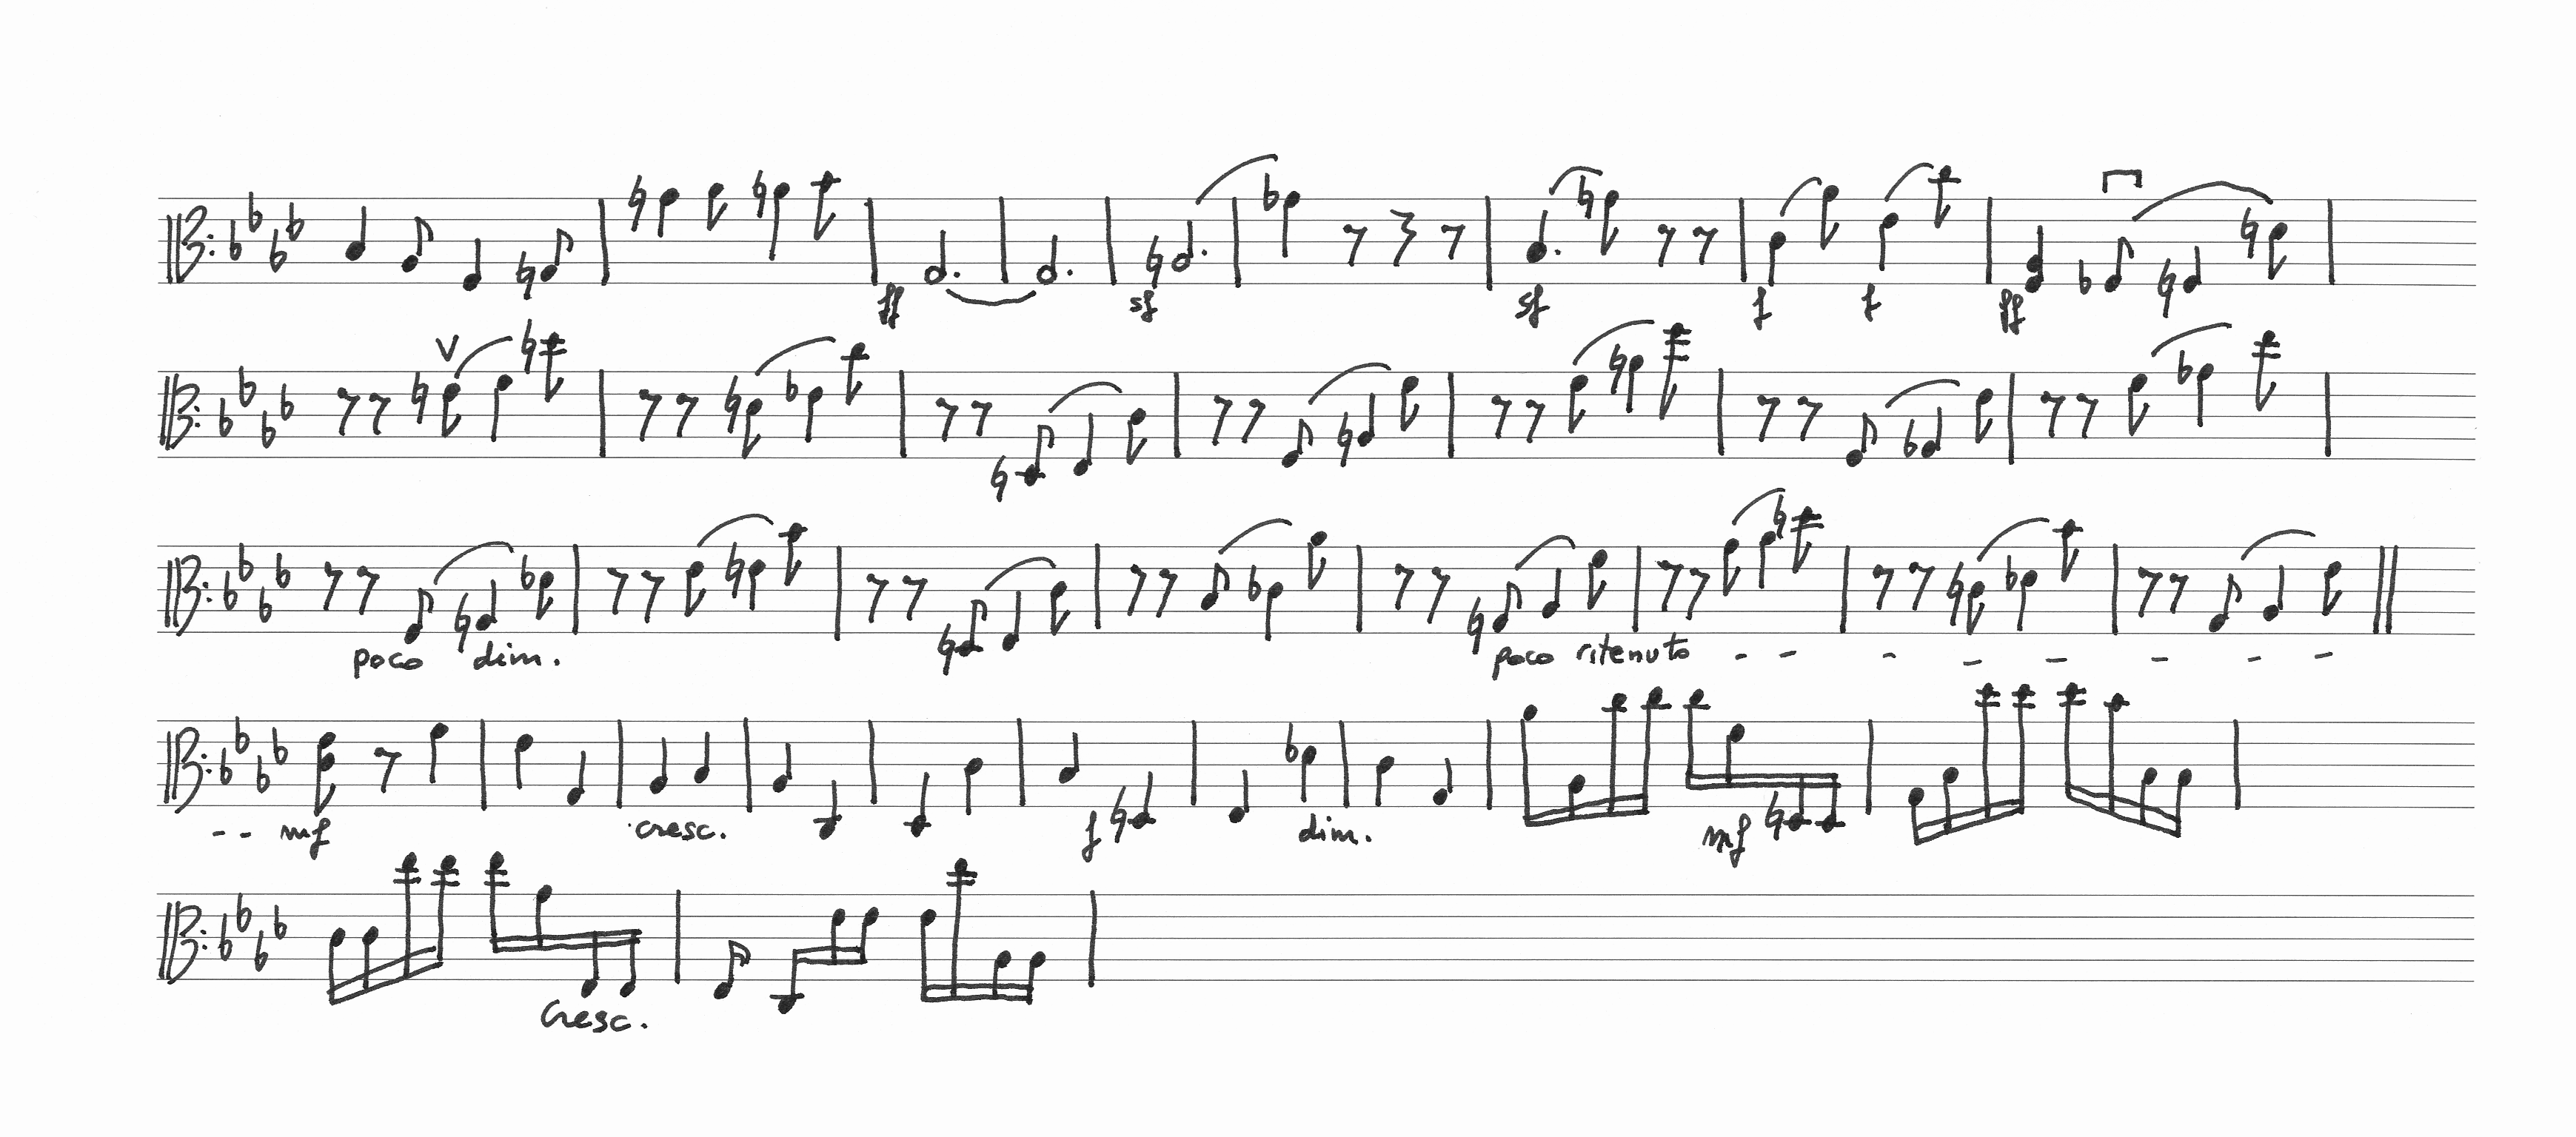 ff sf sf f f ff
poco dim. poco ritenuto - - - - - - - -
- - mf cresc. f dim. mf
cresc.